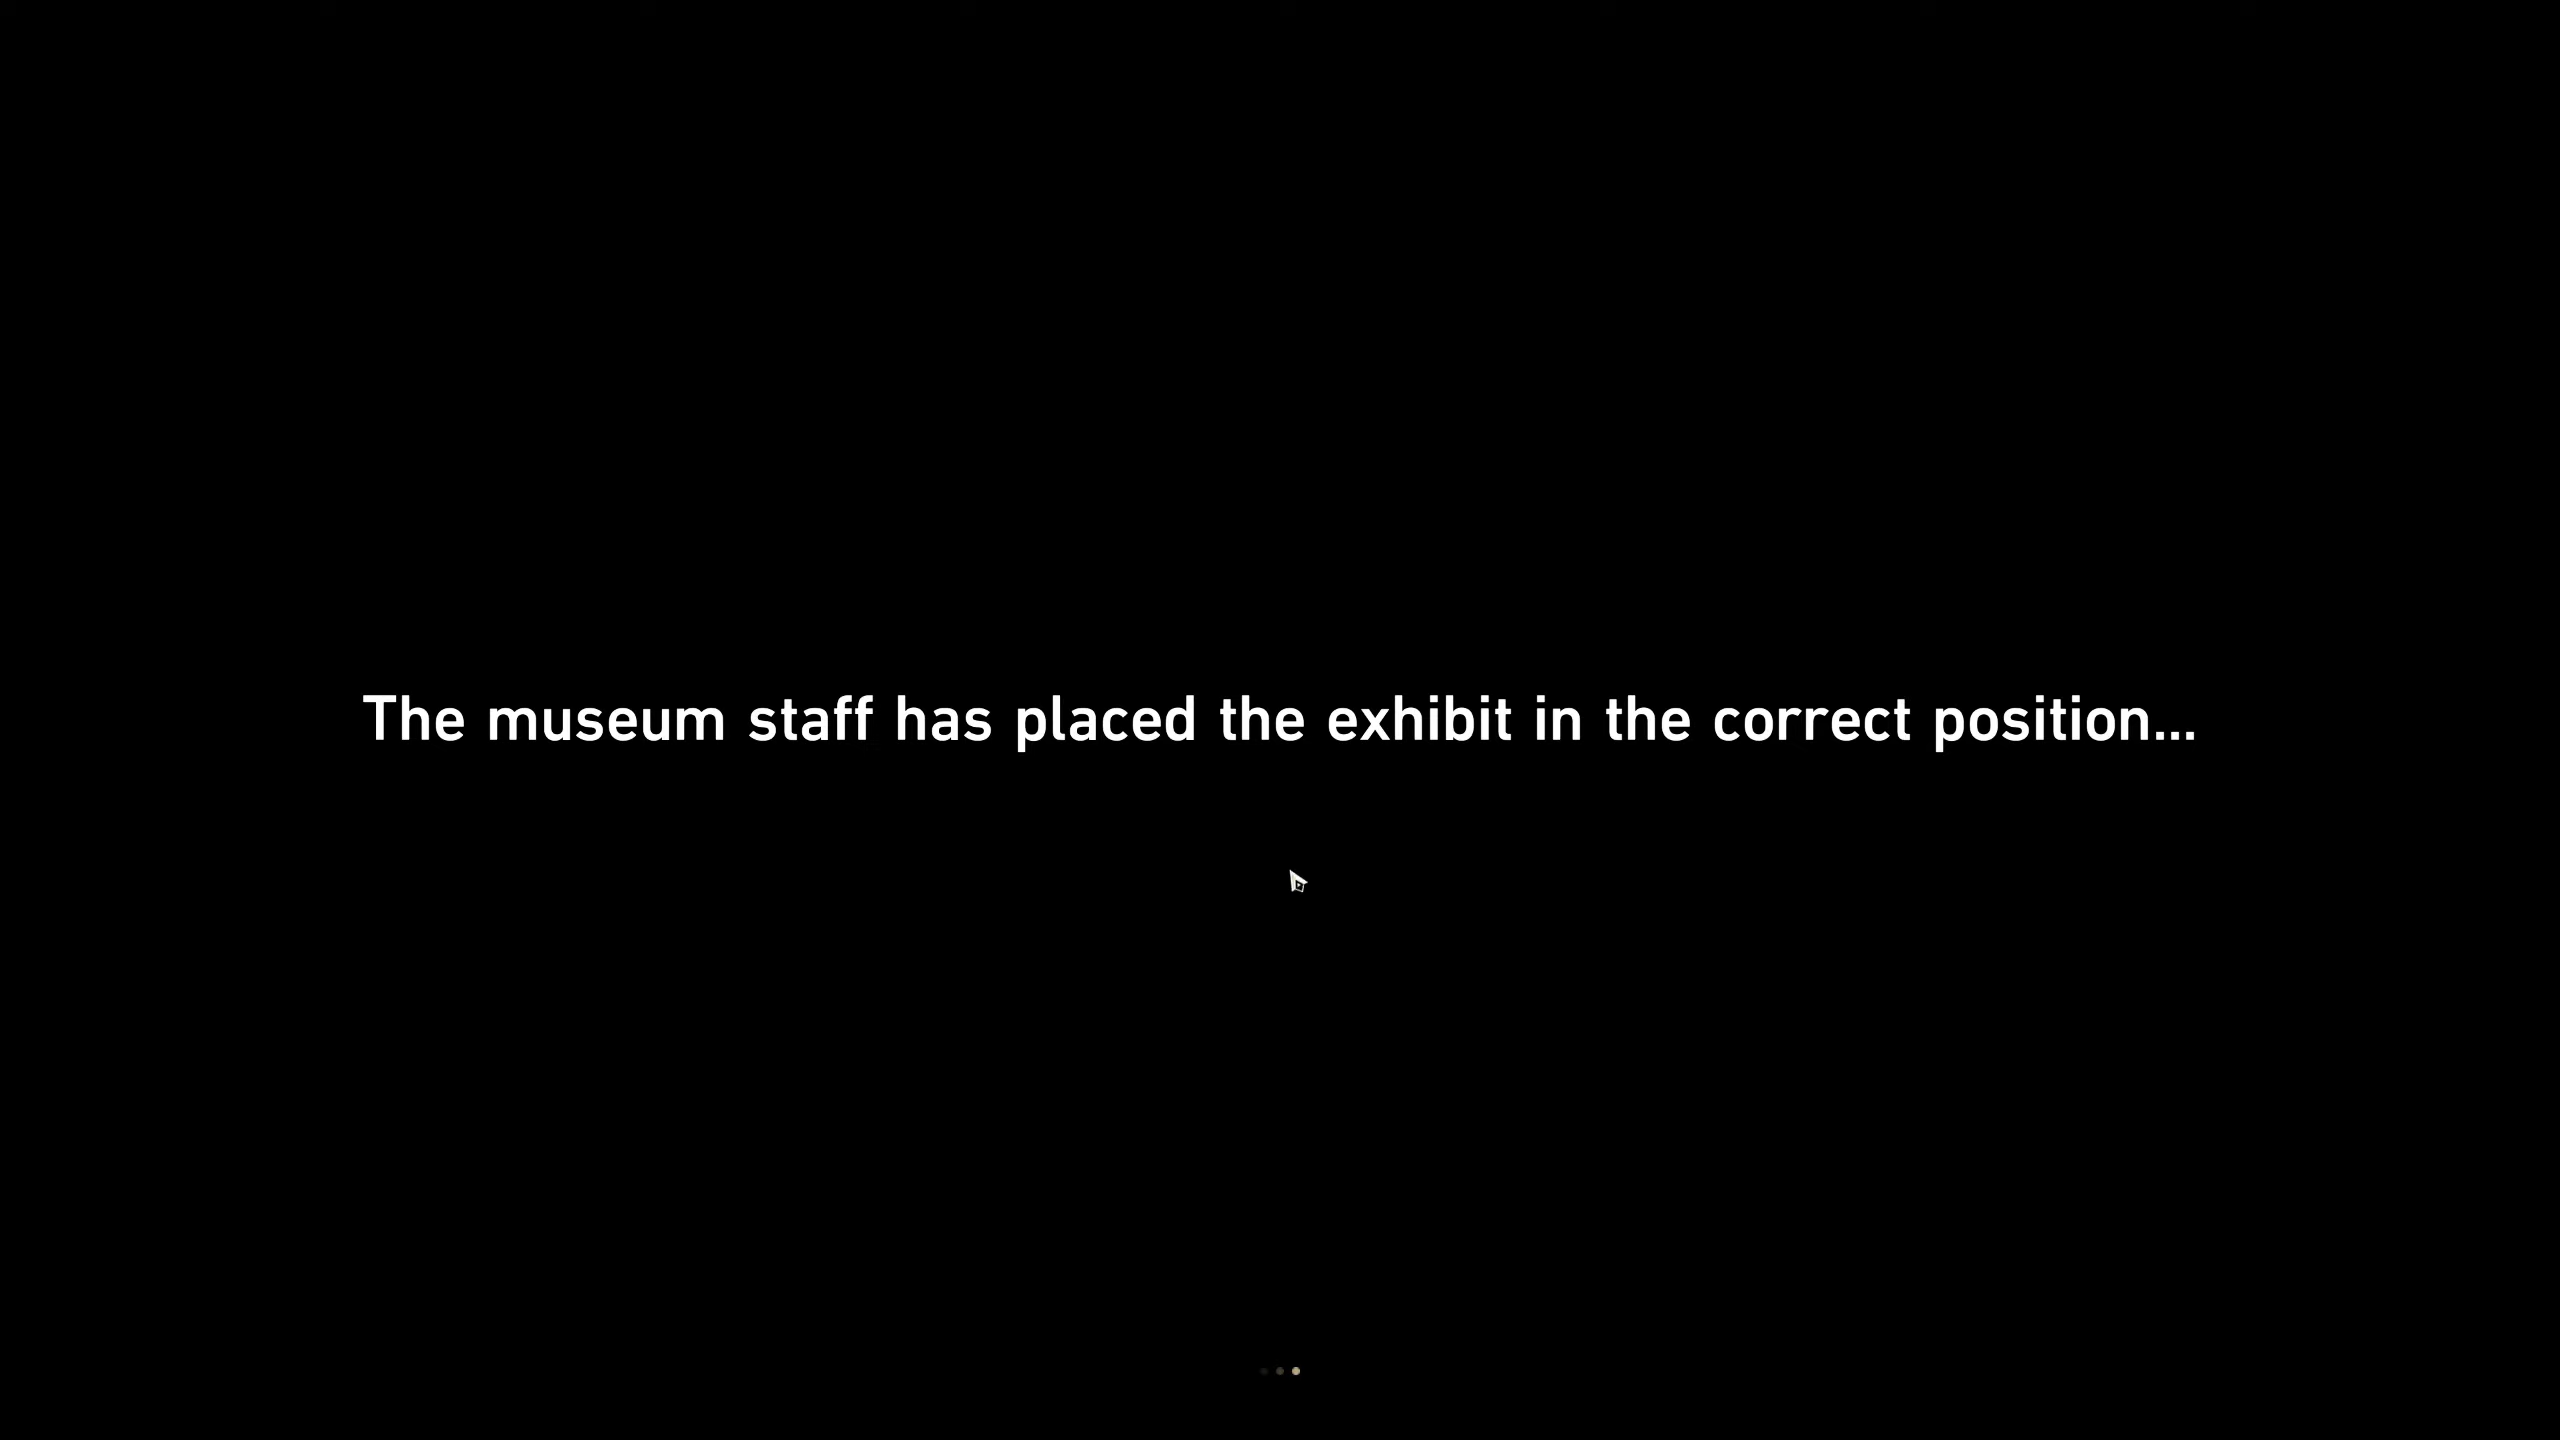 The museum staff has placed the exhibit in the correct position...